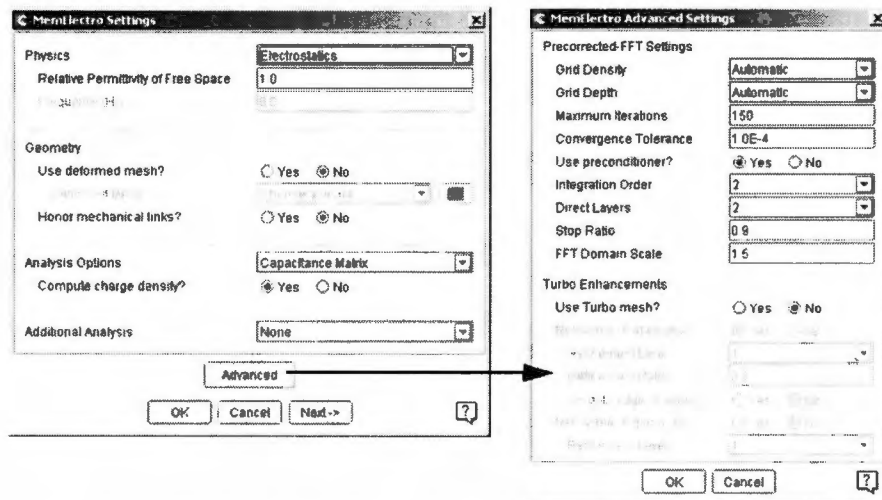 MemElectro Settings
Physics
Electrostatics
Relative Permittivity of Free Space
1.0
Geometry
Use deformed mesh?
Yes No
Honor mechanical links?
Yes No
Analysis Options
Capacitance Matrix
Compute charge density?
Yes No
Additional Analysis
None
Advanced
OK Cancel Next->
?
MemElectro Advanced Settings
Precorrected-FFT Settings
Grid Density
Automatic
Grid Depth
Automatic
Maximum Iterations
150
Convergence Tolerance
1.0E-4
Use preconditioner?
Yes No
Integration Order
2
Direct Layers
2
Stop Ratio
0.9
FFT Domain Scale
1.5
Turbo Enhancements
Use Turbo mesh?
Yes No
OK Cancel
?